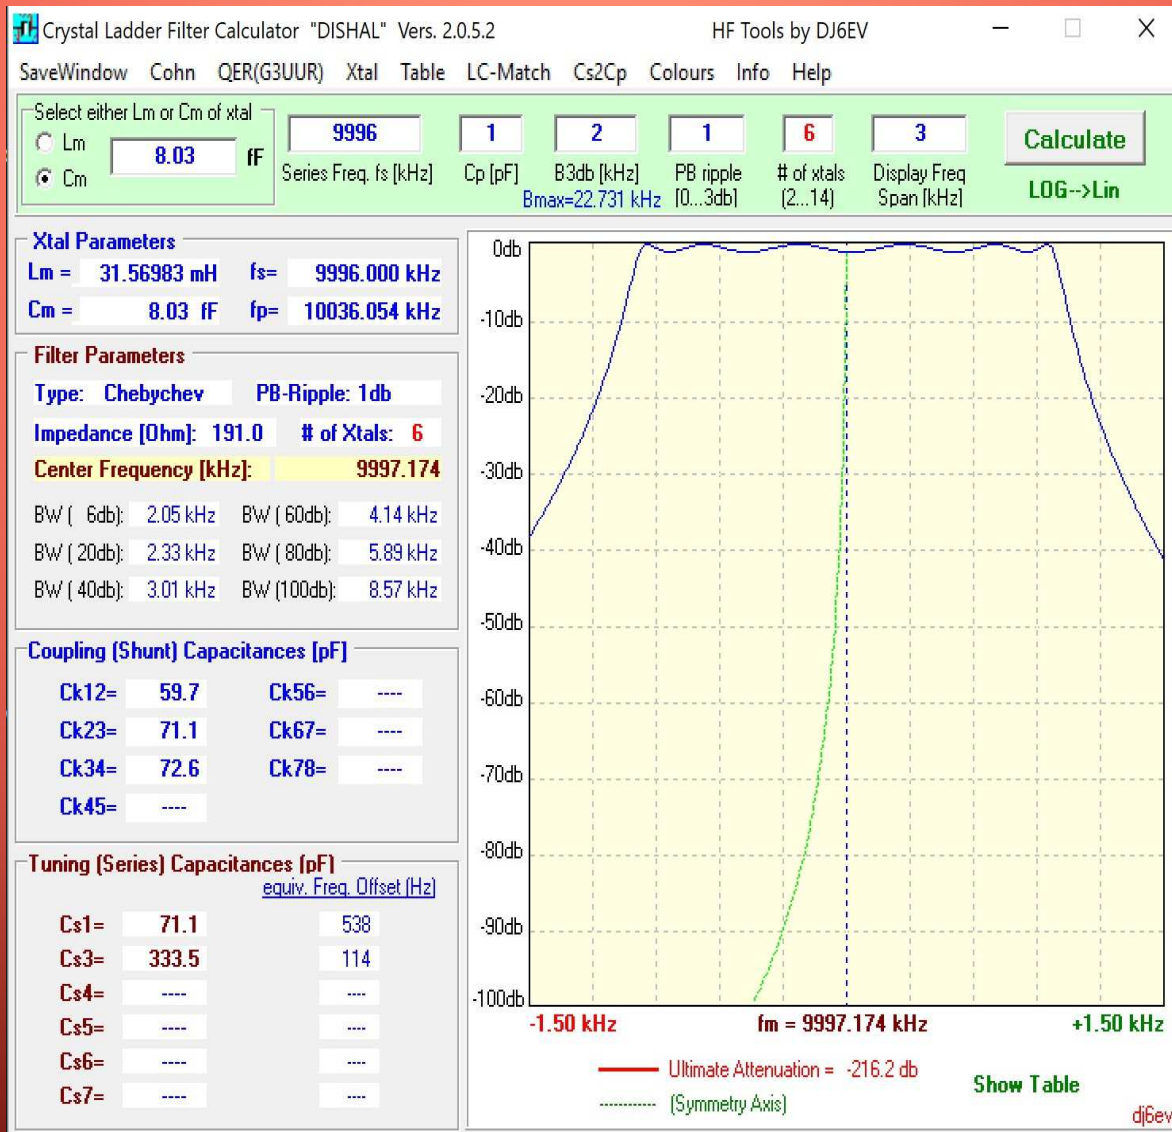 Crystal Ladder Filter Calculator "DISHAL" Vers. 2.0.5.2 HF Tools by DJ6EV
SaveWindow Cohn QER(G3UUR) Xtal Table LC-Match Cs2Cp Colours Info Help
Select either Lm or Cm of xtal
Lm
Cm
8.03 fF
9996
Series Freq. fs [kHz]
1
Cp [pF]
2
B3db [kHz]
Bmax=22.731 kHz
1
PB ripple
[0...3db]
6
# of xtals
(2...14)
3
Display Freq
Span [kHz]
Calculate
LOG-->Lin
Xtal Parameters
Lm = 31.56983 mH fs= 9996.000 kHz
Cm = 8.03 fF fp= 10036.054 kHz
Filter Parameters
Type: Chebychev PB-Ripple: 1db
Impedance [Ohm]: 191.0 # of Xtals: 6
Center Frequency [kHz]: 9997.174
BW ( 6db): 2.05 kHz BW ( 60db): 4.14 kHz
BW ( 20db): 2.33 kHz BW ( 80db): 5.89 kHz
BW ( 40db): 3.01 kHz BW (100db): 8.57 kHz
Coupling (Shunt) Capacitances [pF]
Ck12= 59.7 Ck56= ----
Ck23= 71.1 Ck67= ----
Ck34= 72.6 Ck78= ----
Ck45= ----
Tuning (Series) Capacitances [pF]
equiv. Freq. Offset (Hz)
Cs1= 71.1 538
Cs3= 333.5 114
Cs4= ---- ----
Cs5= ---- ----
Cs6= ---- ----
Cs7= ---- ----
0db
-10db
-20db
-30db
-40db
-50db
-60db
-70db
-80db
-90db
-100db
-1.50 kHz fm = 9997.174 kHz +1.50 kHz
Ultimate Attenuation = -216.2 db
(Symmetry Axis)
Show Table
dj6ev